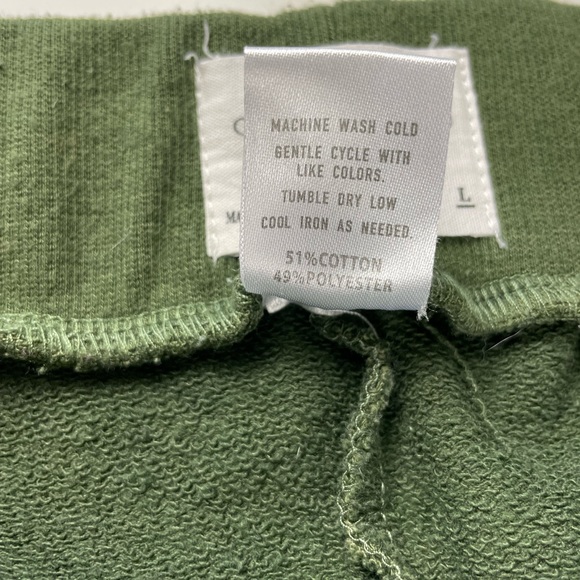 MACHINE WASH COLD
GENTLE CYCLE WITH
LIKE COLORS.
TUMBLE DRY LOW
COOL IRON AS NEEDED.
51%COTTON
49%POLYESTER
L